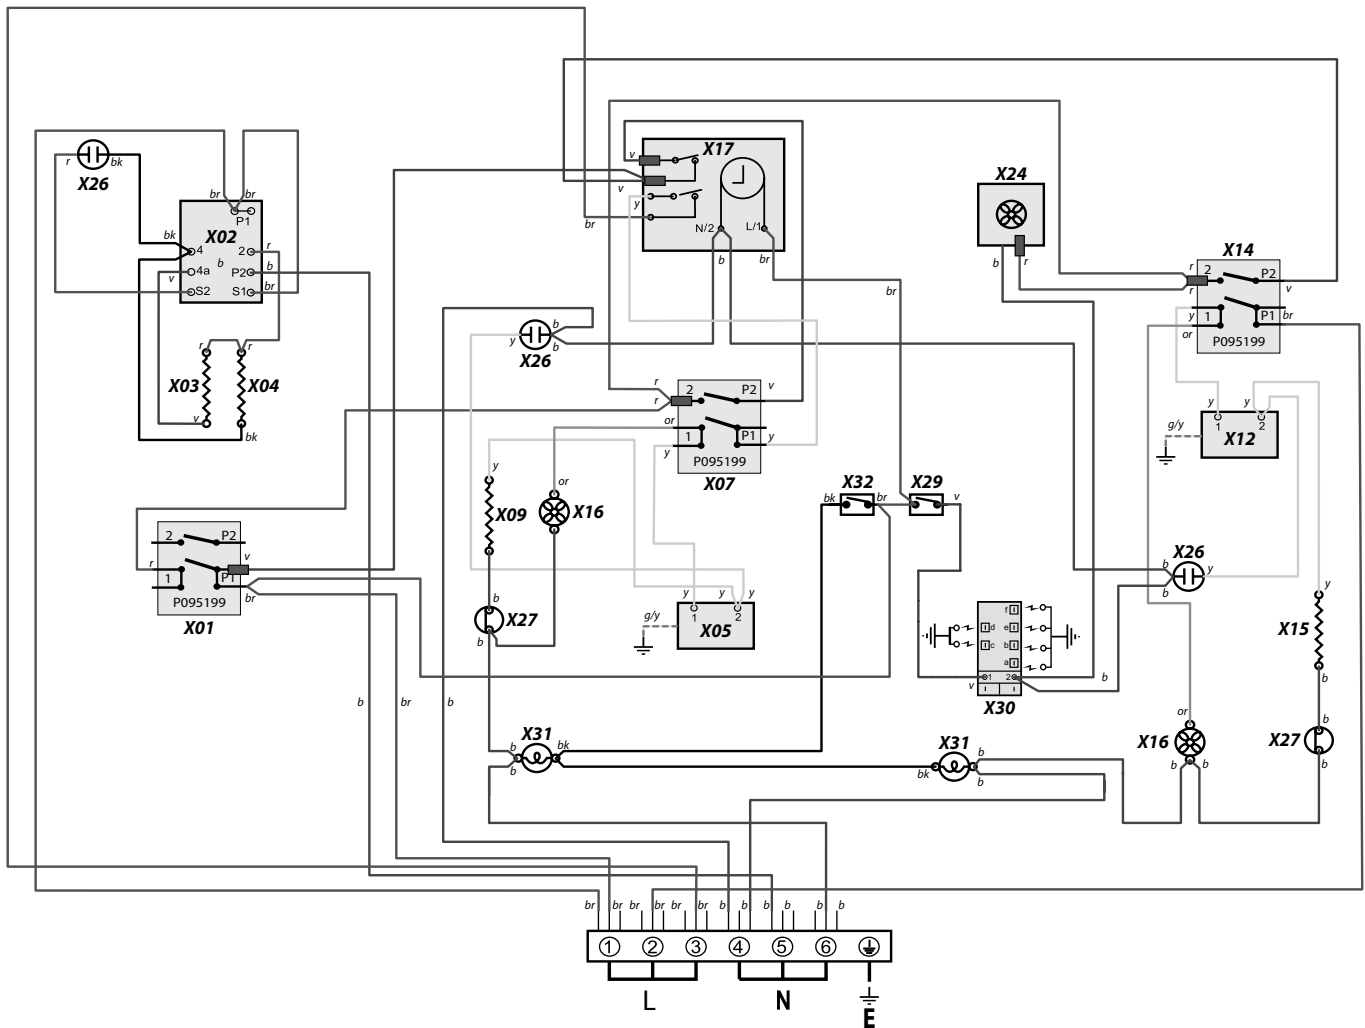 X17
v
v
y
br
N/2
L/1
b
br
br
r
bk
X26
br
br
P1
X02
bk
4
2
r
b
4a
P2
b
v
S2
S1
br
r
r
X03
X04
v
bk
X24
b
r
X14
r
2
P2
r
v
y
1
P1
br
or
P095199
b
y
X26
b
r
r
2
P2
v
or
1
P1
y
y
P095199
X07
y
y
y
g/y
1
2
X12
y
or
X09
X16
X32
bk
br
X29
v
2
P2
v
r
1
P1
br
P095199
X01
b
X27
b
y
y
y
g/y
1
2
X05
X26
b
y
b
f
d
e
c
b
a
v
1
2
b
X30
y
X15
b
b
br
b
X31
b
bk
b
X31
b
bk
b
or
X16
b
b
b
X27
b
br
br
br
br
br
br
b
b
b
b
b
b
1
2
3
4
5
6
L
N
E